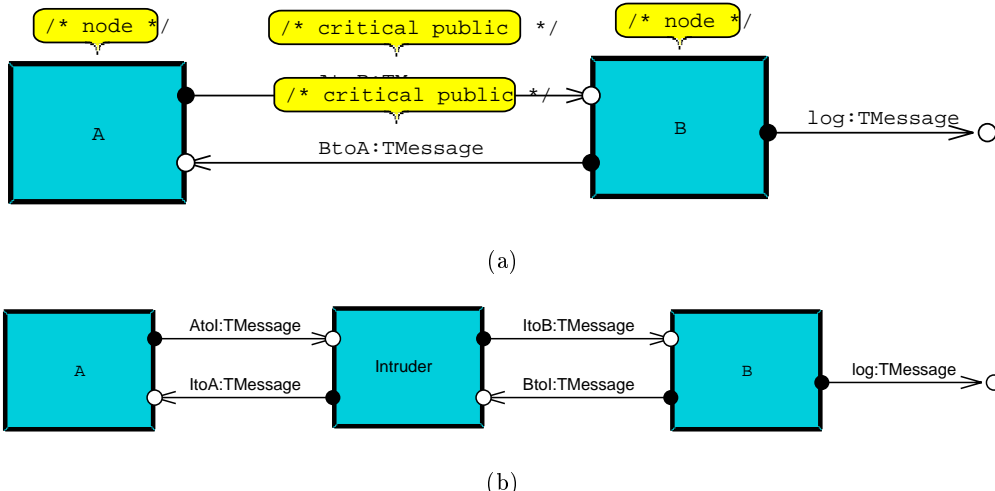 /* node */
/* critical public */
/* node */
/* critical public */
A
B
log:TMessage
BtoA:TMessage
(a)
AtoI:TMessage
ItoB:TMessage
A
Intruder
B
log:TMessage
ItoA:TMessage
BtoI:TMessage
(b)